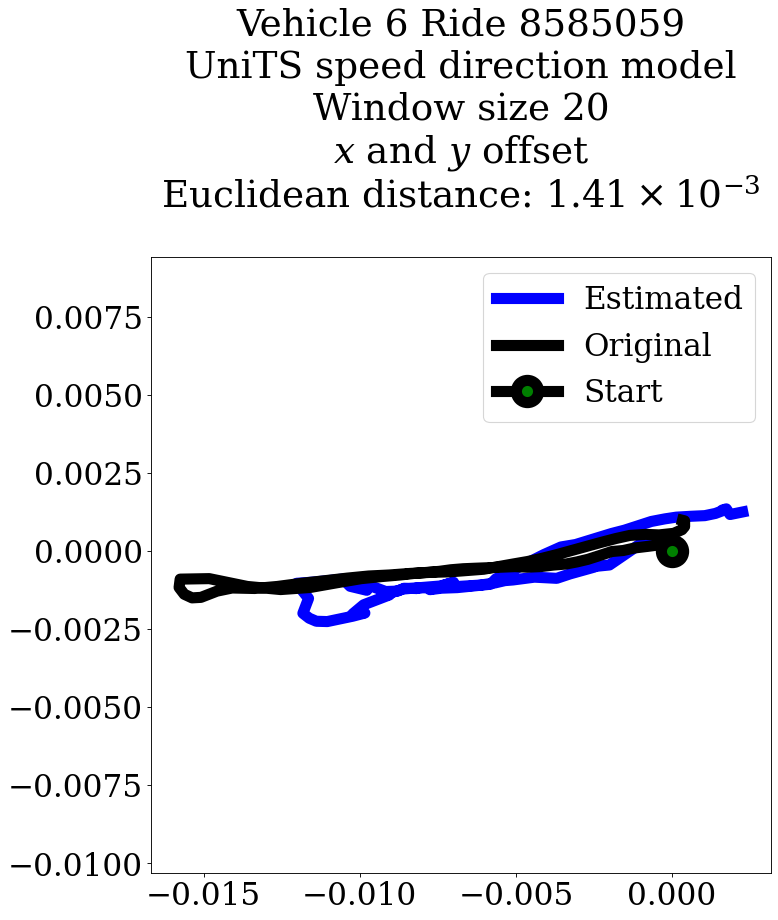 Vehicle 6 Ride 8585059
UniTS speed direction model
Window size 20
x and y offset
Euclidean distance: 1.41 × 10⁻³
Estimated
Original
Start
0.0075
0.0050
0.0025
0.0000
−0.0025
−0.0050
−0.0075
−0.0100
−0.015 −0.010 −0.005 0.000